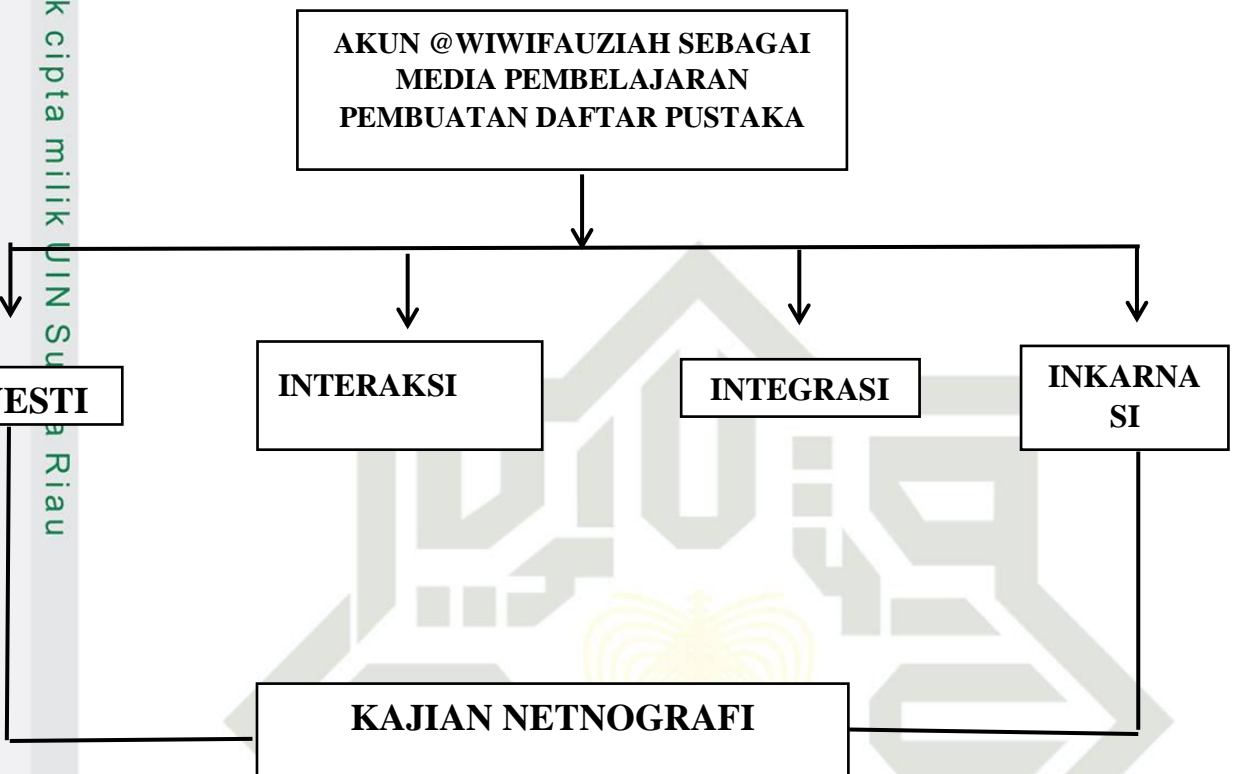 k cipta milik UIN Su a Riau
AKUN @WIWIFAUZIAH SEBAGAI
MEDIA PEMBELAJARAN
PEMBUATAN DAFTAR PUSTAKA
VESTI
INTERAKSI
INTEGRASI
INKARNA
SI
KAJIAN NETNOGRAFI